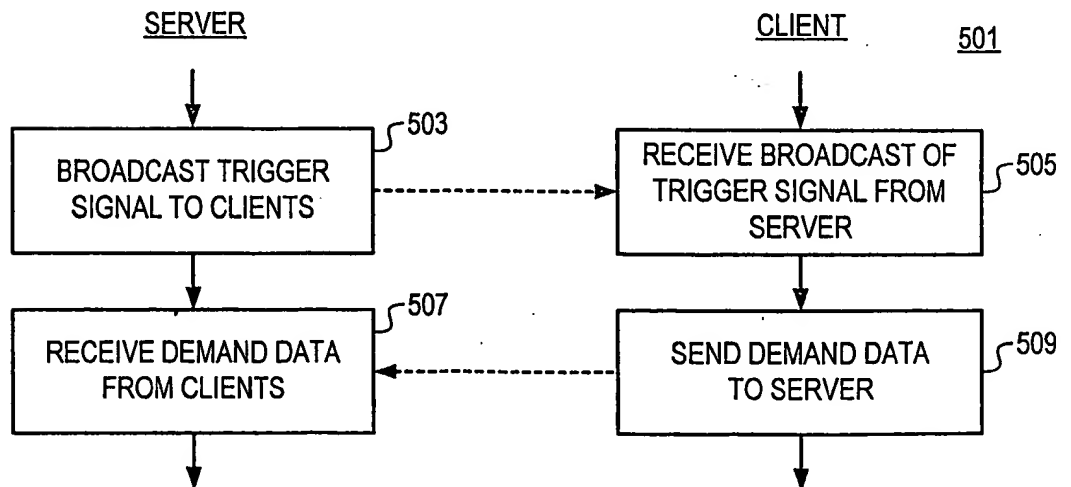 SERVER
CLIENT
501
503
BROADCAST TRIGGER
SIGNAL TO CLIENTS
RECEIVE BROADCAST OF
TRIGGER SIGNAL FROM
SERVER
505
507
RECEIVE DEMAND DATA
FROM CLIENTS
SEND DEMAND DATA
TO SERVER
509